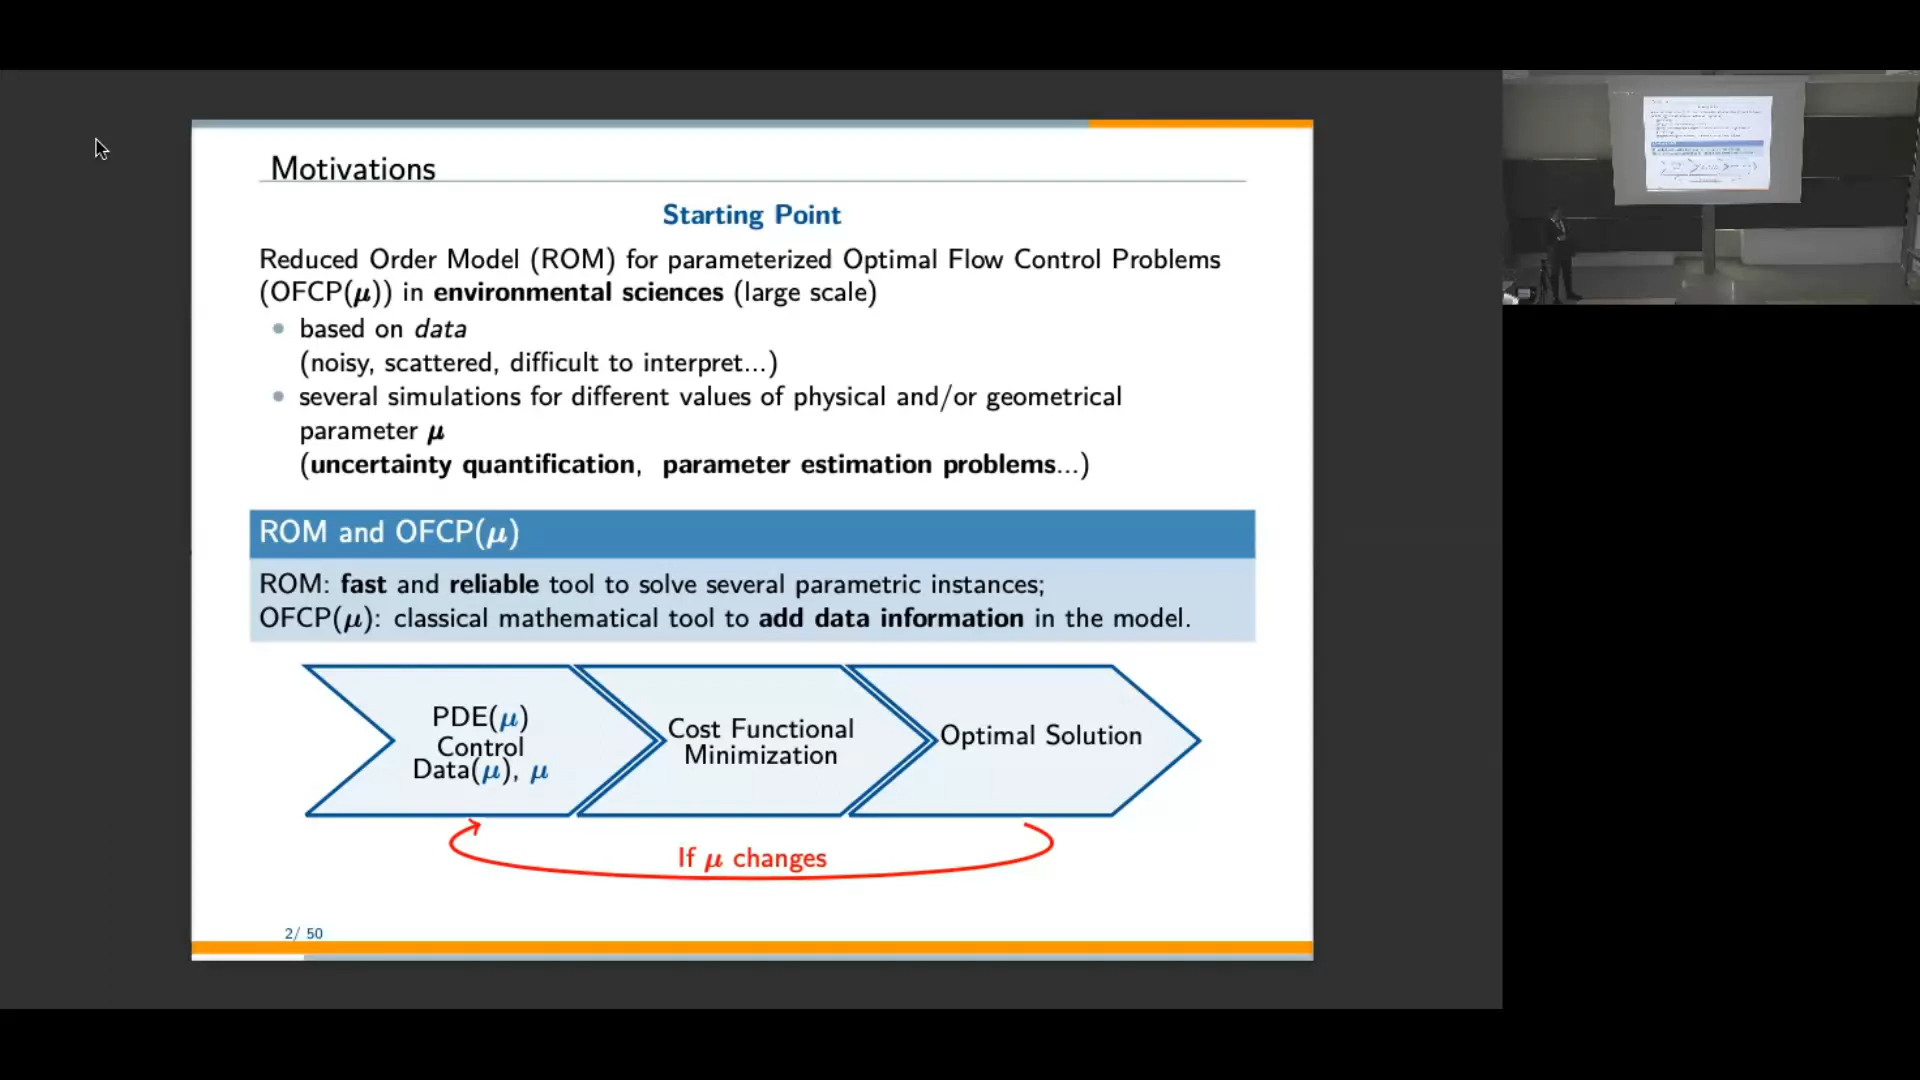 Motivations
Starting Point
Reduced Order Model (ROM) for parameterized Optimal Flow Control Problems
(OFCP(μ)) in environmental sciences (large scale)
• based on data
(noisy, scattered, difficult to interpret...)
• several simulations for different values of physical and/or geometrical
parameter μ
(uncertainty quantification, parameter estimation problems...)
ROM and OFCP(μ)
ROM: fast and reliable tool to solve several parametric instances;
OFCP(μ): classical mathematical tool to add data information in the model.
PDE(μ)
Control
Data(μ), μ
Cost Functional
Minimization
Optimal Solution
If μ changes
2/ 50